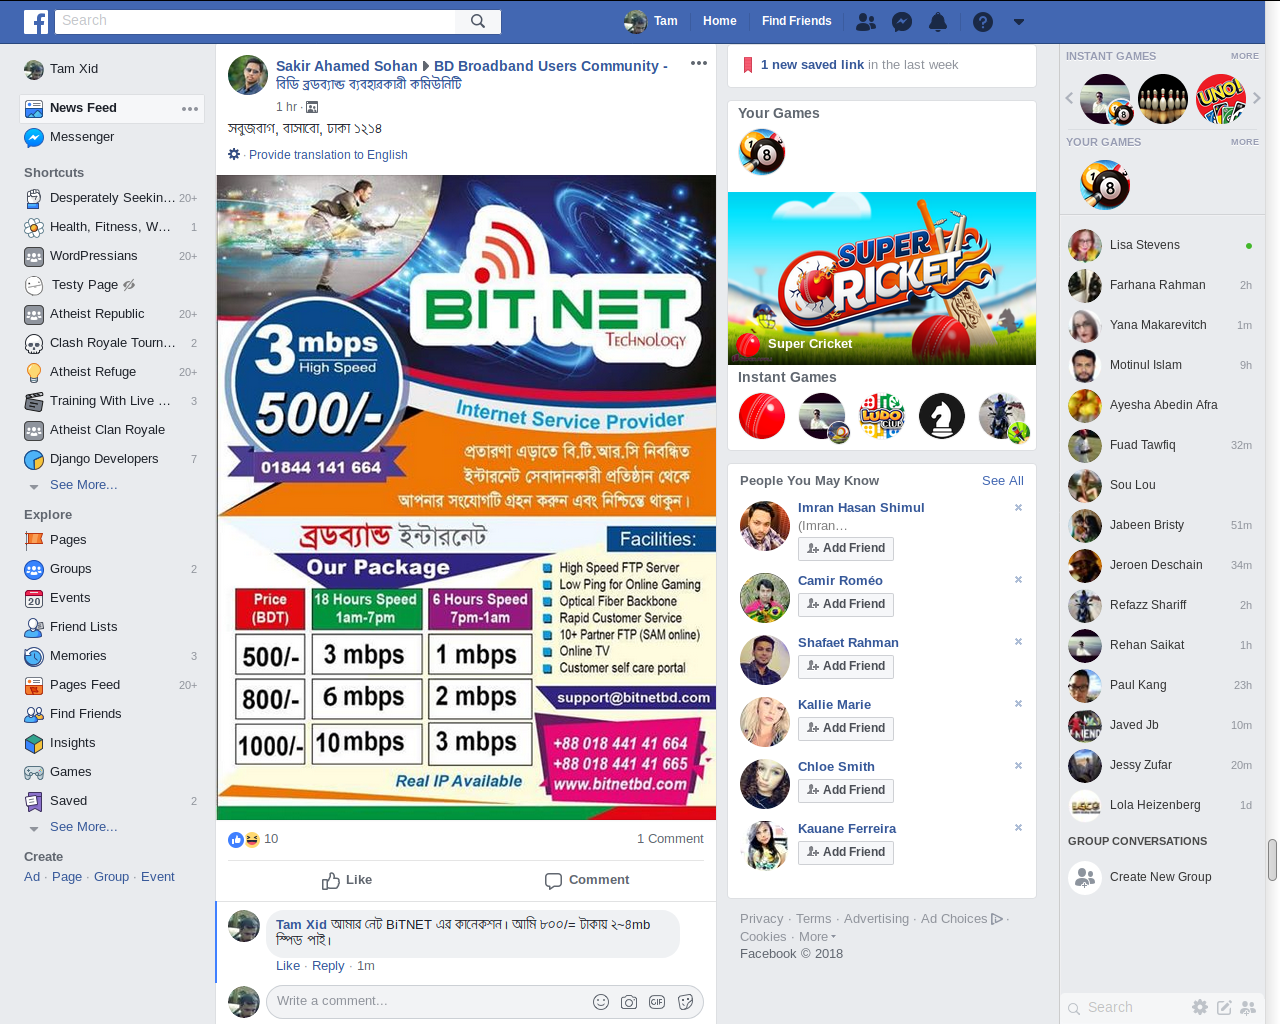 Search
Tam
Home
Find Friends
Tam Xid
News Feed
Messenger
Shortcuts
Desperately Seekin... 20+
Health, Fitness, W... 1
WordPressians 20+
Testy Page
Atheist Republic 20+
Clash Royale Tourn... 2
Atheist Refuge 20+
Training With Live ... 3
Atheist Clan Royale
Django Developers 7
See More...
Explore
Pages
Groups 2
Events
Friend Lists
Memories 3
Pages Feed 20+
Find Friends
Insights
Games
Saved 2
See More...
Create
Ad · Page · Group · Event
Sakir Ahamed Sohan BD Broadband Users Community -
বিডি ব্রডব্যান্ড ব্যবহারকারী কমিউনিটি
1 hr ·
সবুজবাগ, বাসাবো, ঢাকা ১২১৪
· Provide translation to English
BIT NET
Technology
3 mbps
High Speed
500/-
01844 141 664
Internet Service Provider
প্রতারণা এড়াতে বি.টি.আর.সি নিবন্ধিত
ইন্টারনেট সেবাদানকারী প্রতিষ্ঠান থেকে
আপনার সংযোগটি গ্রহন করুন এবং নিশ্চিন্তে থাকুন।
ব্রডব্যান্ড ইন্টারনেট
Our Package
Price (BDT) 18 Hours Speed 1am-7pm 6 Hours Speed 7pm-1am
500/- 3 mbps 1 mbps
800/- 6 mbps 2 mbps
1000/- 10 mbps 3 mbps
Real IP Available
Facilities:
High Speed FTP Server
Low Ping for Online Gaming
Optical Fiber Backbone
Rapid Customer Service
10+ Partner FTP (SAM online)
Online TV
Customer self care portal
support@bitnetbd.com
+88 018 441 41 664
+88 018 441 41 665
www.bitnetbd.com
10
1 Comment
Like
Comment
Tam Xid আমার নেট BiTNET এর কানেকশন। আমি ৮০০/= টাকায় ২~৪mb
স্পিড পাই।
Like · Reply · 1m
Write a comment...
GIF
1 new saved link in the last week
Your Games
8
SUPER
CRICKET
Super Cricket
Instant Games
LUDO
CLUB
People You May Know
See All
Imran Hasan Shimul
(Imran...
Add Friend
Camir Roméo
Add Friend
Shafaet Rahman
Add Friend
Kallie Marie
Add Friend
Chloe Smith
Add Friend
Kauane Ferreira
Add Friend
Privacy · Terms · Advertising · Ad Choices ·
Cookies · More
Facebook © 2018
INSTANT GAMES MORE
UNO!
YOUR GAMES MORE
8
Lisa Stevens
Farhana Rahman 2h
Yana Makarevitch 1m
Motinul Islam 9h
Ayesha Abedin Afra
Fuad Tawfiq 32m
Sou Lou
Jabeen Bristy 51m
Jeroen Deschain 34m
Refazz Shariff 2h
Rehan Saikat 1h
Paul Kang 23h
Javed Jb 10m
Jessy Zufar 20m
Lola Heizenberg 1d
GROUP CONVERSATIONS
Create New Group
Search